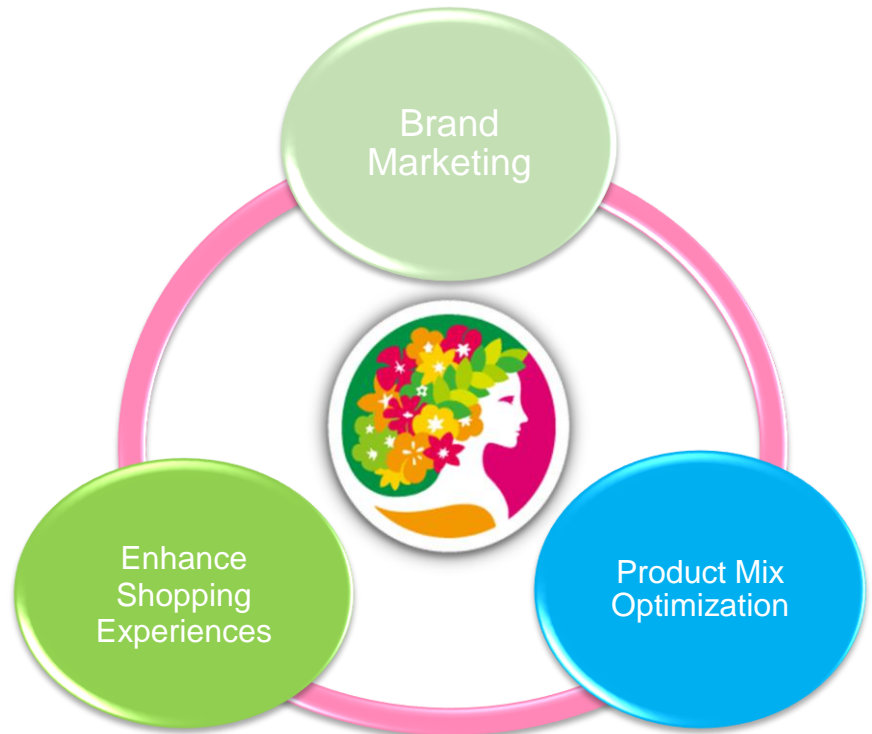 Brand
Marketing
Enhance
Shopping
Experiences
Product Mix
Optimization